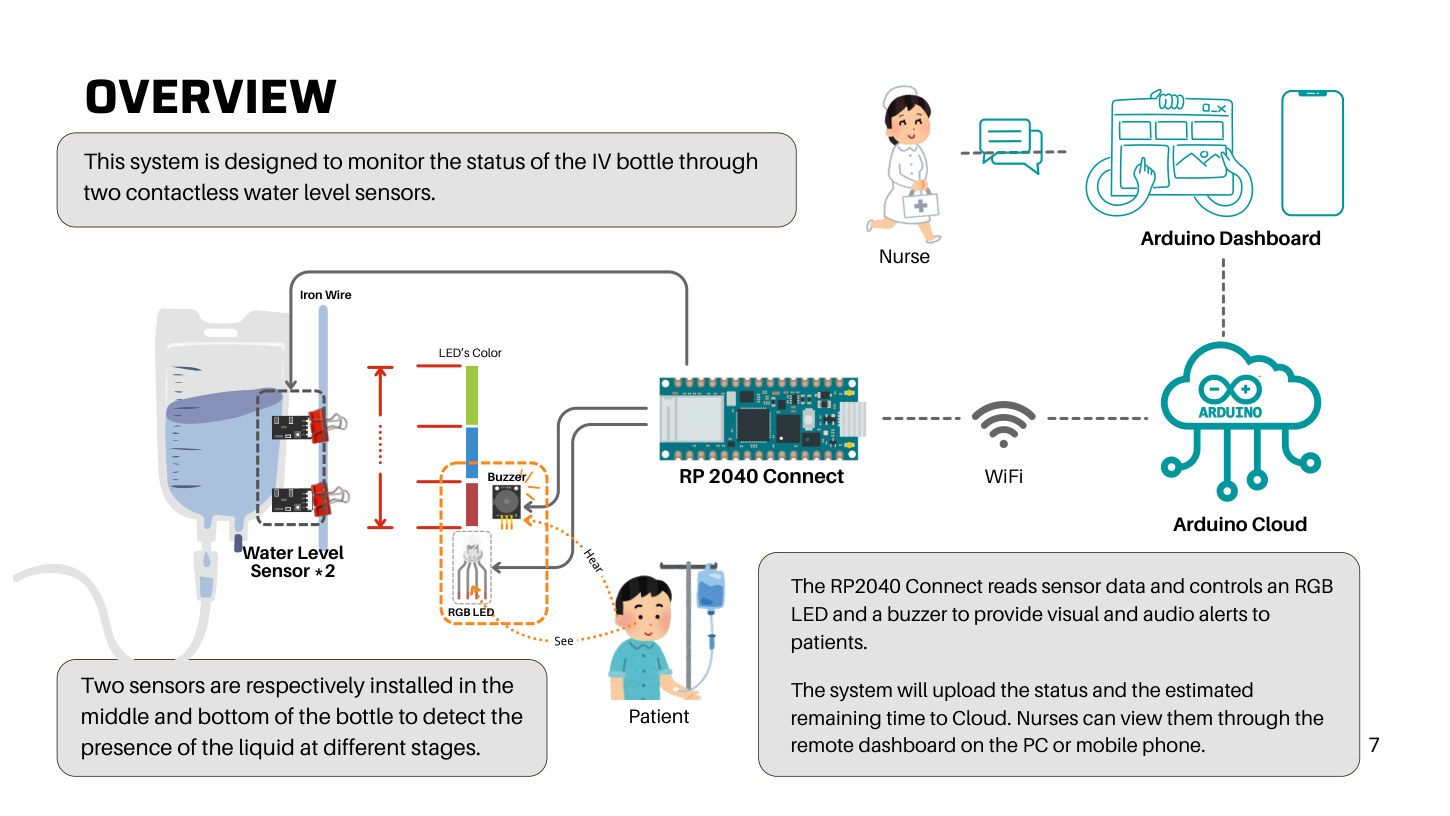 OVERVIEW
This system is designed to monitor the status of the IV bottle through
two contactless water level sensors.
Nurse
Arduino Dashboard
Iron Wire
LED's Color
Buzzer
RGB LED
Water Level
Sensor *2
RP 2040 Connect
WiFi
ARDUINO
Arduino Cloud
Hear
See
Patient
Two sensors are respectively installed in the
middle and bottom of the bottle to detect the
presence of the liquid at different stages.
The RP2040 Connect reads sensor data and controls an RGB
LED and a buzzer to provide visual and audio alerts to
patients.
The system will upload the status and the estimated
remaining time to Cloud. Nurses can view them through the
remote dashboard on the PC or mobile phone.
7